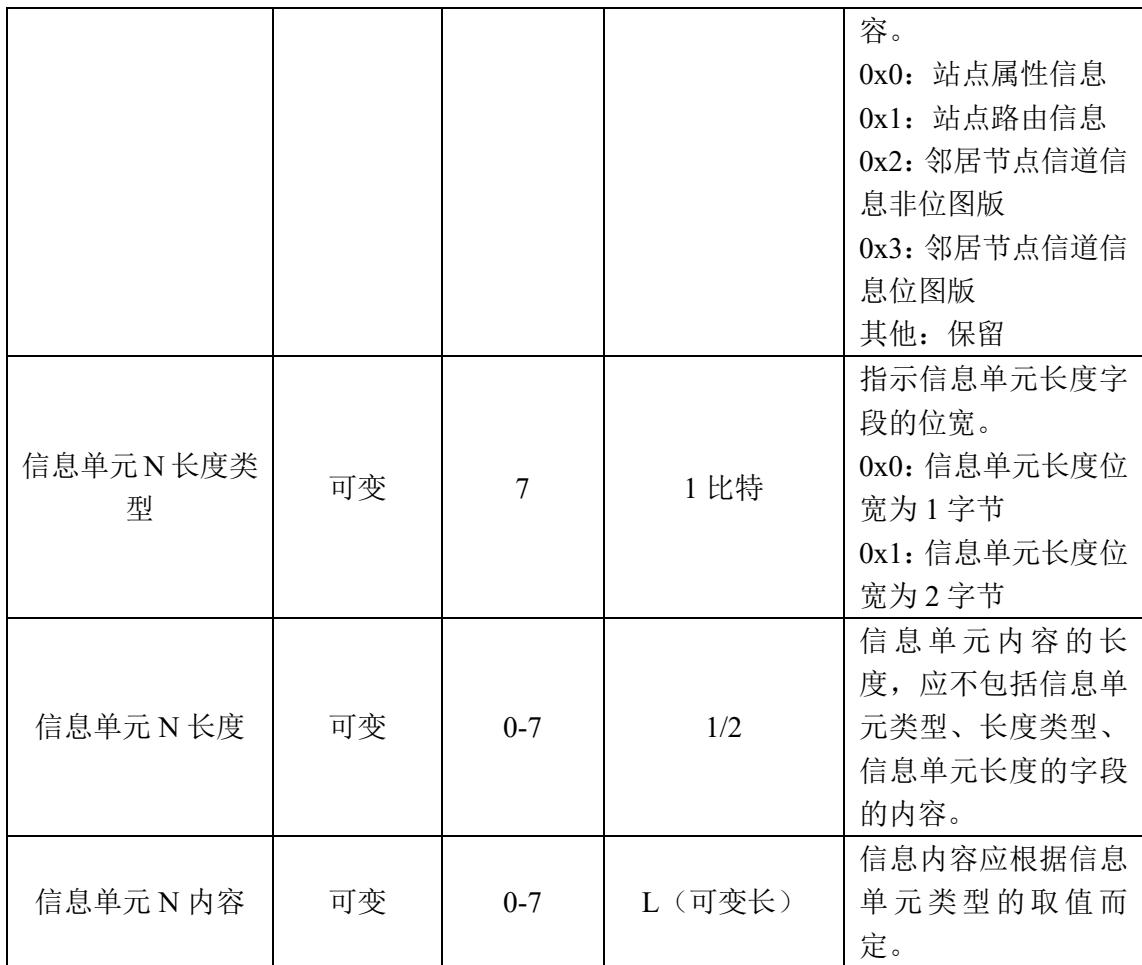 容。
0x0：站点属性信息
0x1：站点路由信息
0x2：邻居节点信道信
息非位图版
0x3：邻居节点信道信
息位图版
其他：保留
信息单元 N 长度类
型
可变
7
1 比特
指示信息单元长度字
段的位宽。
0x0：信息单元长度位
宽为 1 字节
0x1：信息单元长度位
宽为 2 字节
信息单元 N 长度
可变
0-7
1/2
信息单元内容的长
度，应不包括信息单
元类型、长度类型、
信息单元长度的字段
的内容。
信息单元 N 内容
可变
0-7
L（可变长）
信息内容应根据信息
单元类型的取值而
定。